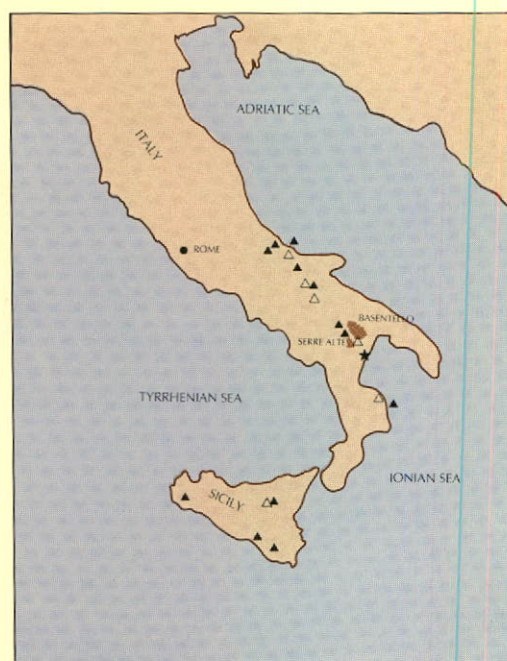 ADRIATIC SEA
ITALY
ROME
BASENTELLO
SERRE ALTE
TYRRHENIAN SEA
IONIAN SEA
SICILY